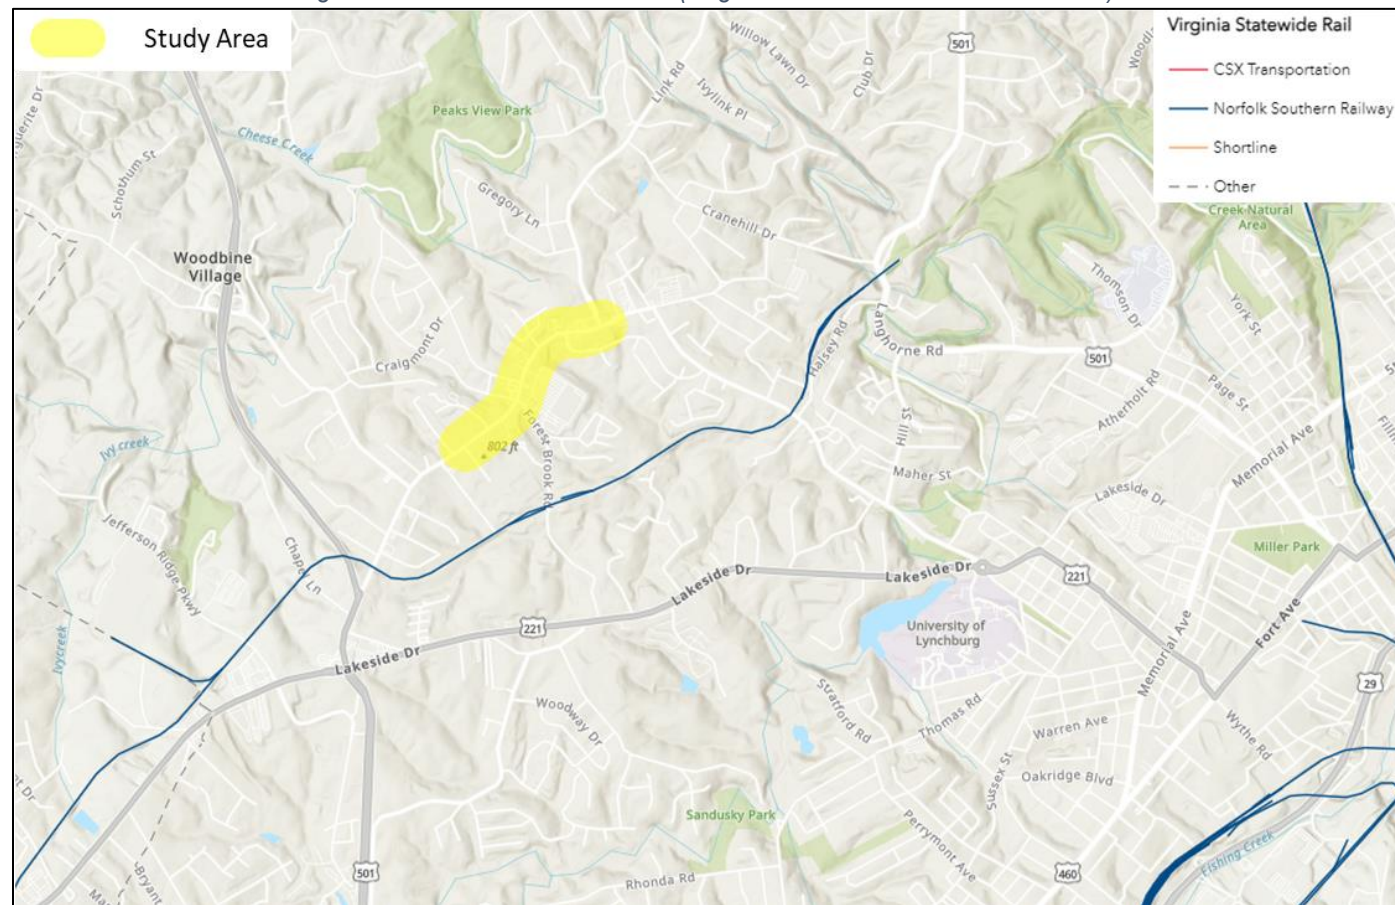 Study Area
Virginia Statewide Rail
CSX Transportation
Norfolk Southern Railway
Shortline
Other
Willow Lawn Dr
Club Dr
501
Link Rd
Ivylink Pl
Peaks View Park
Cheese Creek
Schothum St
Gregory Ln
Cranehill Dr
Creek Natural
Area
Woodbine
Village
Thomson Dr
York St
Craigmont Dr
Halsey Rd
Langhorne Rd
501
Page St
Atherholt Rd
Forest Brook Rd
802 ft
Hill St
Memorial Ave
Ivy creek
Maher St
Lakeside Dr
Jefferson Ridge Pkwy
Chapel Ln
Miller Park
Lakeside Dr
Lakeside Dr
221
221
University of
Lynchburg
Fort Ave
Ivycreek
Lakeside Dr
Memorial Ave
29
Stratford Rd
Thomas Rd
Woodway Dr
Warren Ave
Wythe Rd
Sussex St
Oakridge Blvd
Sandusky Park
Perrymont Ave
Fishing Creek
501
Rhonda Rd
460